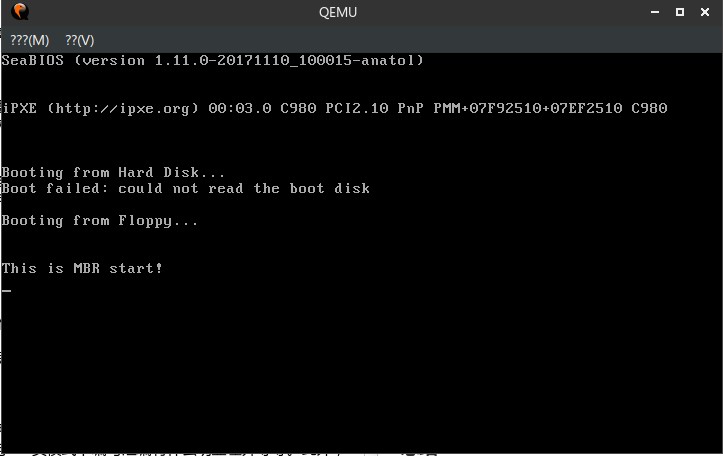 QEMU
???(M) ??(V)
SeaBIOS (version 1.11.0-20171110_100015-anatol)
iPXE (http://ipxe.org) 00:03.0 C980 PCI2.10 PnP PMM+07F92510+07EF2510 C980
Booting from Hard Disk...
Boot failed: could not read the boot disk
Booting from Floppy...
This is MBR start!